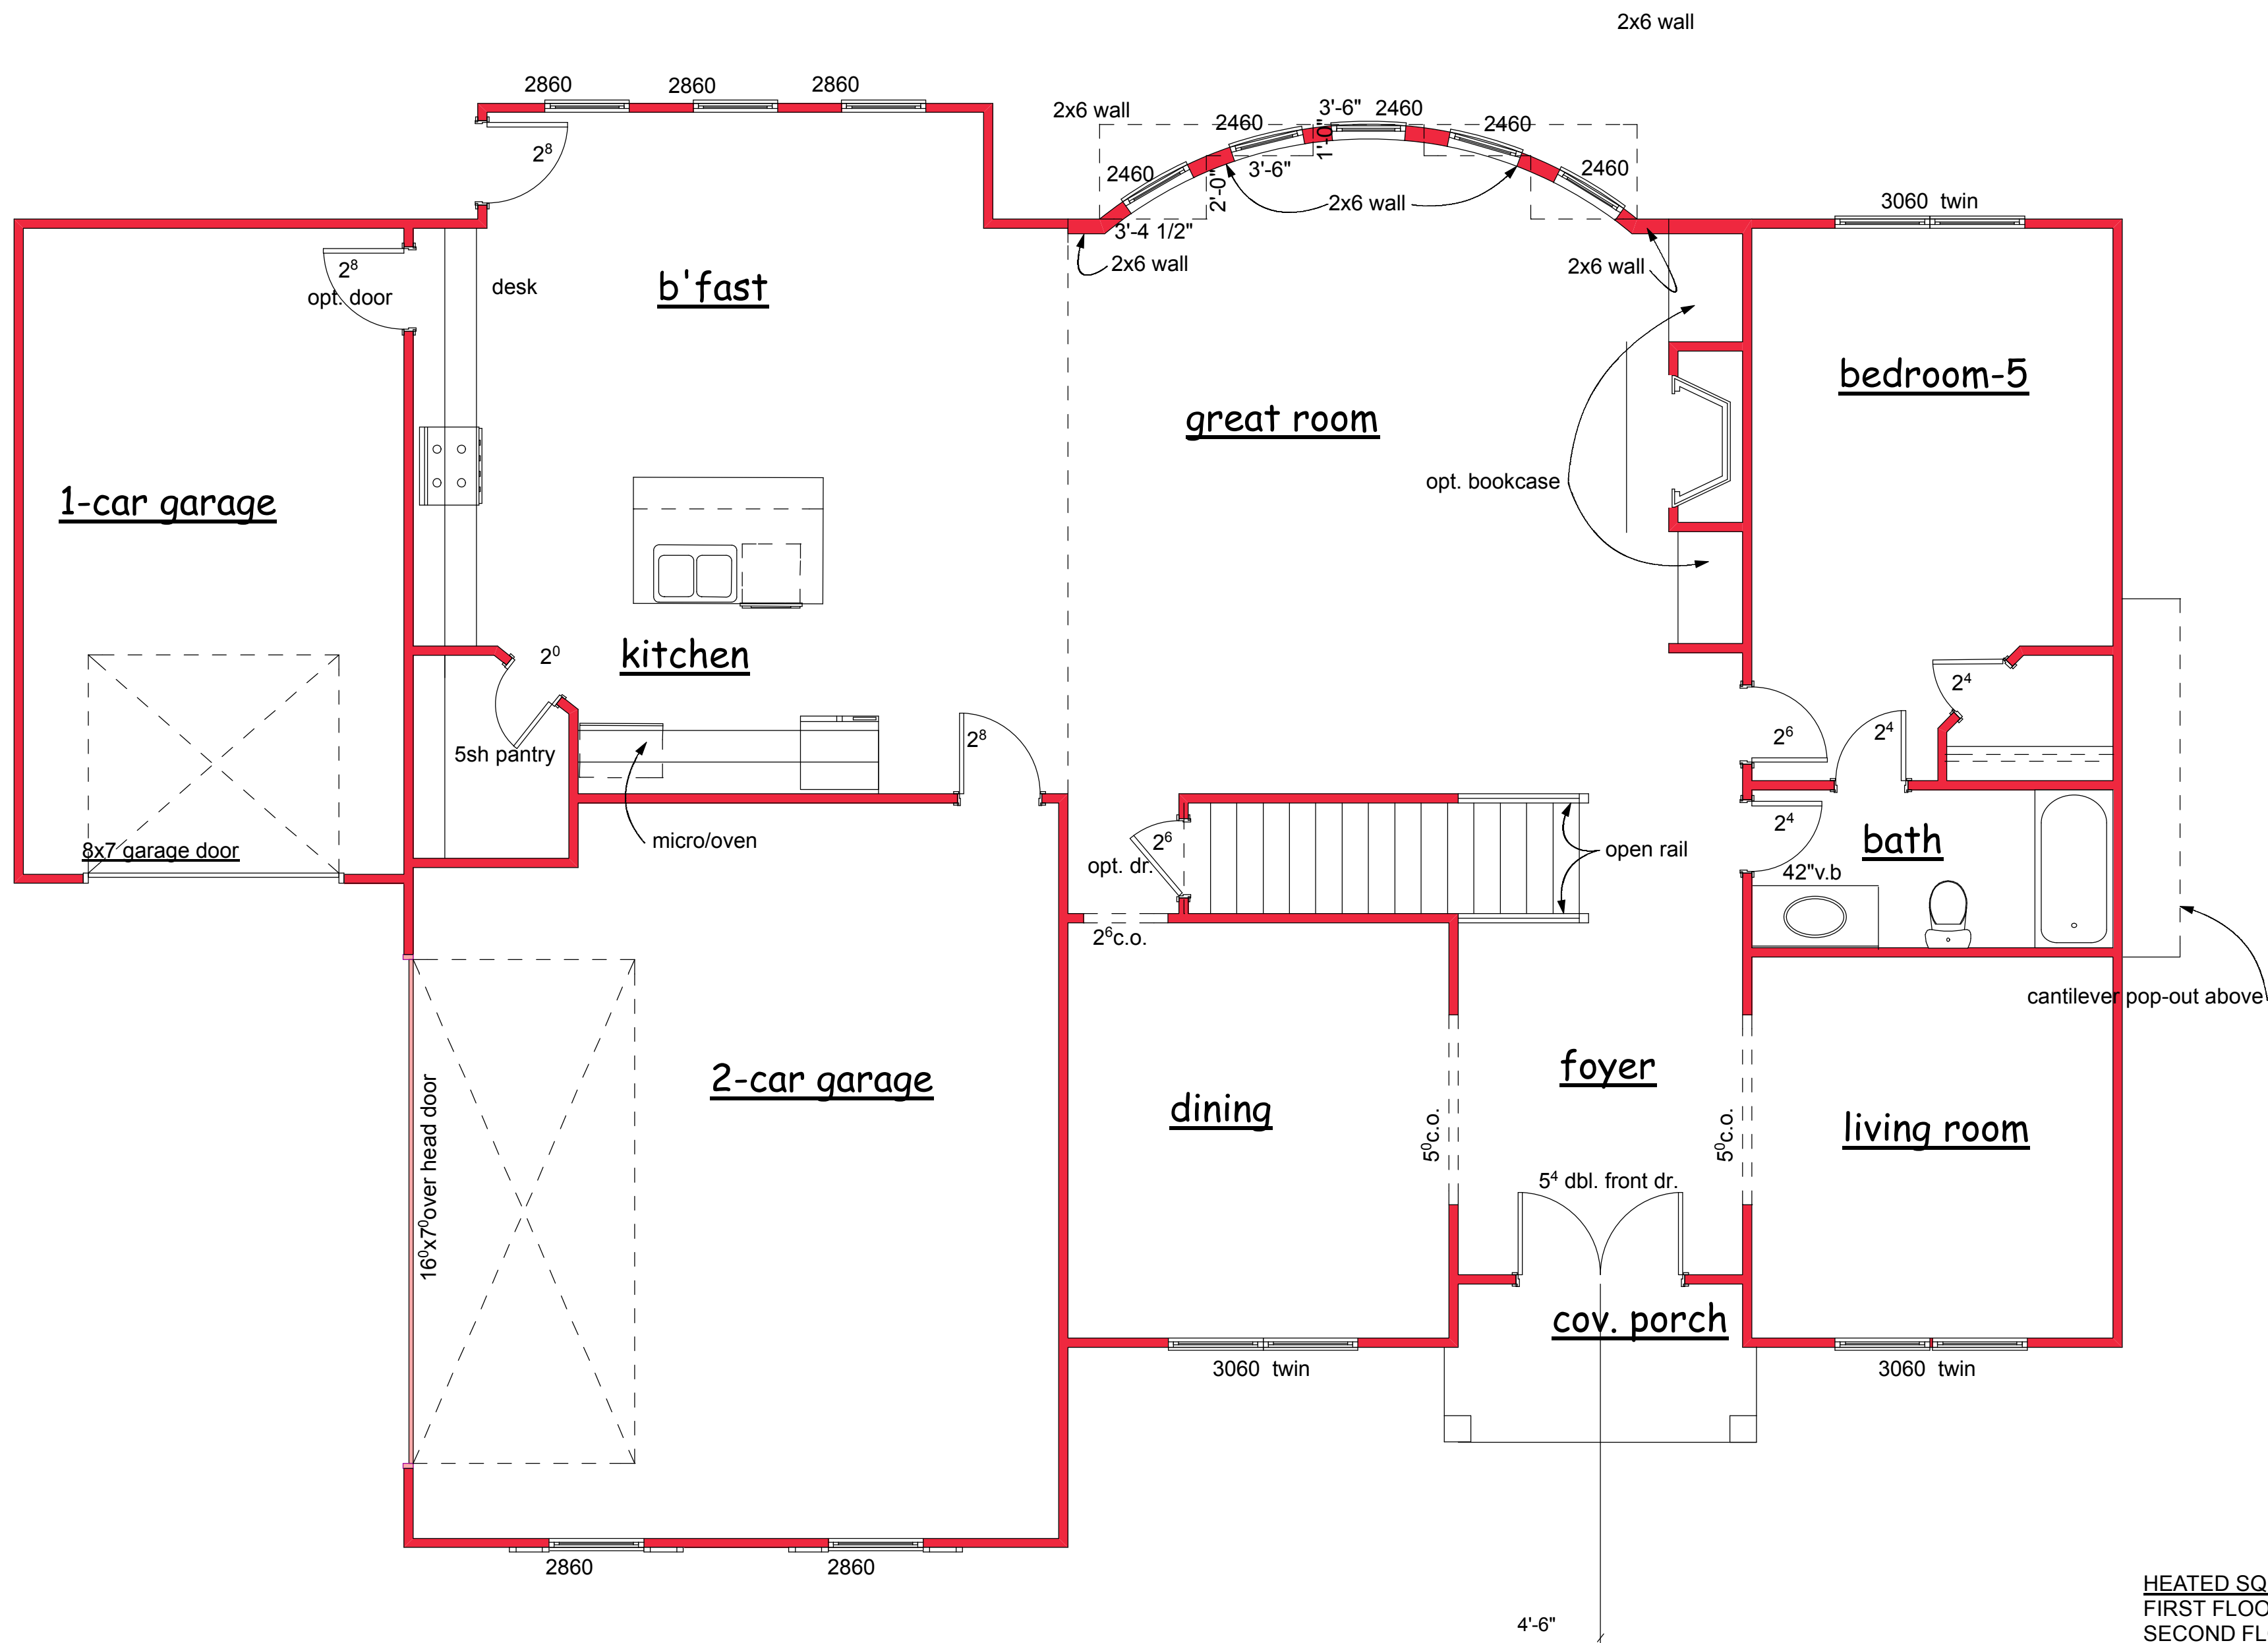 2x6 wall
2860
2860
2860
2x6 wall
3'-6"
2460
2460
2460
1'-0"
2⁸
3'-6"
2460
2460
2'-0"
2x6 wall
3060 twin
3'-4 1/2"
2x6 wall
2x6 wall
2⁸
opt. door
desk
b'fast
bedroom-5
great room
opt. bookcase
1-car garage
2⁰
kitchen
2⁴
2⁸
2⁶
2⁴
5sh pantry
micro/oven
8x7 garage door
2⁶
opt. dr.
open rail
2⁴
bath
42"v.b
2⁶c.o.
cantilever pop-out above
16⁰x7⁰over head door
2-car garage
dining
foyer
living room
5⁰c.o.
5⁰c.o.
5⁴ dbl. front dr.
cov. porch
3060 twin
3060 twin
2860
2860
4'-6"
HEATED SQ
FIRST FLOO
SECOND FL